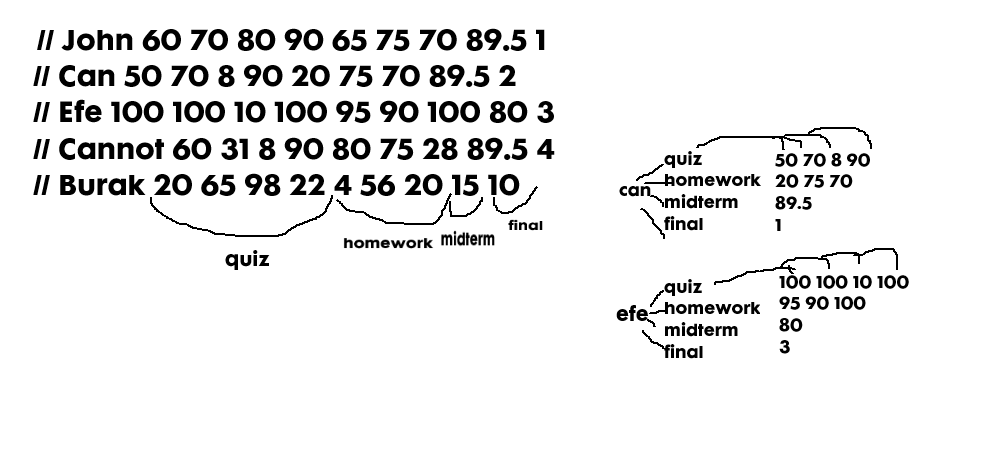 // John 60 70 80 90 65 75 70 89.5 1
// Can 50 70 8 90 20 75 70 89.5 2
// Efe 100 100 10 100 95 90 100 80 3
// Cannot 60 31 8 90 80 75 28 89.5 4
// Burak 20 65 98 22 4 56 20 15 10
quiz
homework
midterm
final
can
quiz 50 70 8 90
homework 20 75 70
midterm 89.5
final 1
efe
quiz 100 100 10 100
homework 95 90 100
midterm 80
final 3